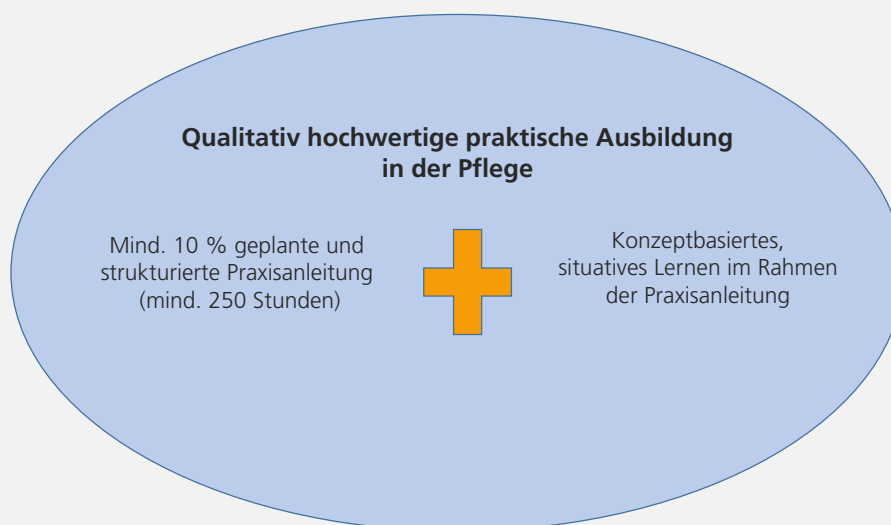 Qualitativ hochwertige praktische Ausbildung
in der Pflege
Mind. 10 % geplante und
strukturierte Praxisanleitung
(mind. 250 Stunden)
Konzeptbasiertes,
situatives Lernen im Rahmen
der Praxisanleitung